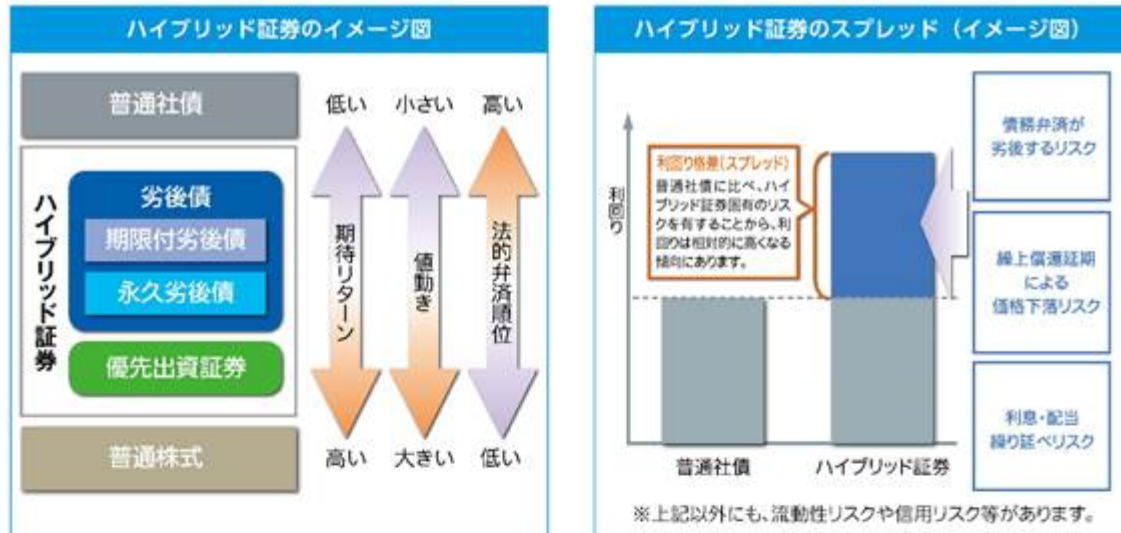 ハイブリッド証券のイメージ図
普通社債
ハイブリッド証券
劣後債
期限付劣後債
永久劣後債
優先出資証券
普通株式
低い 小さい 高い
期待リターン
値動き
法的弁済順位
高い 大きい 低い
ハイブリッド証券のスプレッド（イメージ図）
利回り
利回り格差(スプレッド)
普通社債に比べ、ハイ
ブリッド証券固有のリス
クを有することから、利
回りは相対的に高くなる
傾向にあります。
普通社債
ハイブリッド証券
債務弁済が
劣後するリスク
繰上償還延期
による
価格下落リスク
利息・配当
繰り延べリスク
※上記以外にも、流動性リスクや信用リスク等があります。